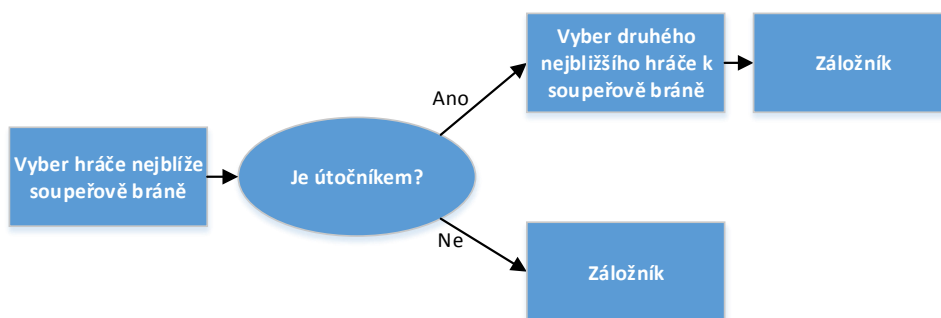 Vyber druhého
nejbližšího hráče k
soupeřově bráně
Záložník
Ano
Vyber hráče nejblíže
soupeřově bráně
Je útočníkem?
Ne
Záložník